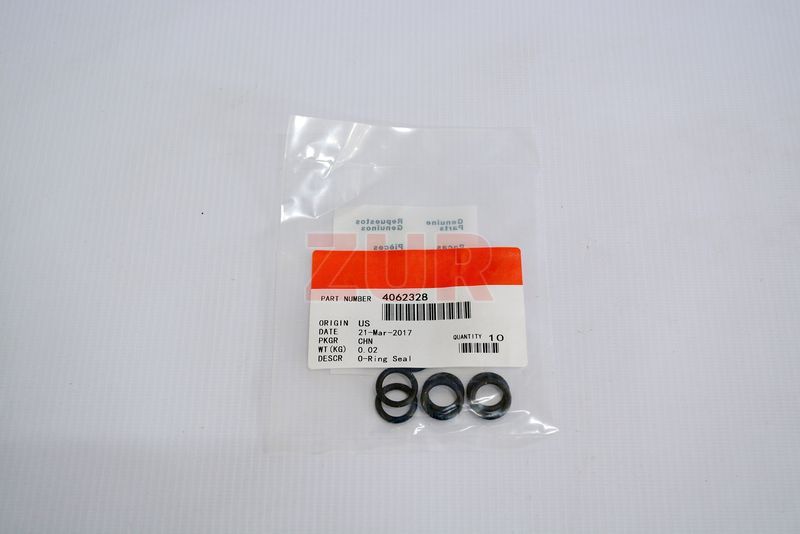 Genuine
Parts
Repuestos
Genuinos
Pièces
ZUR
PART NUMBER 4062328
ORIGIN US
DATE 21-Mar-2017
PKGR CHN
WT(KG) 0.02
DESCR O-Ring Seal
QUANTITY 10